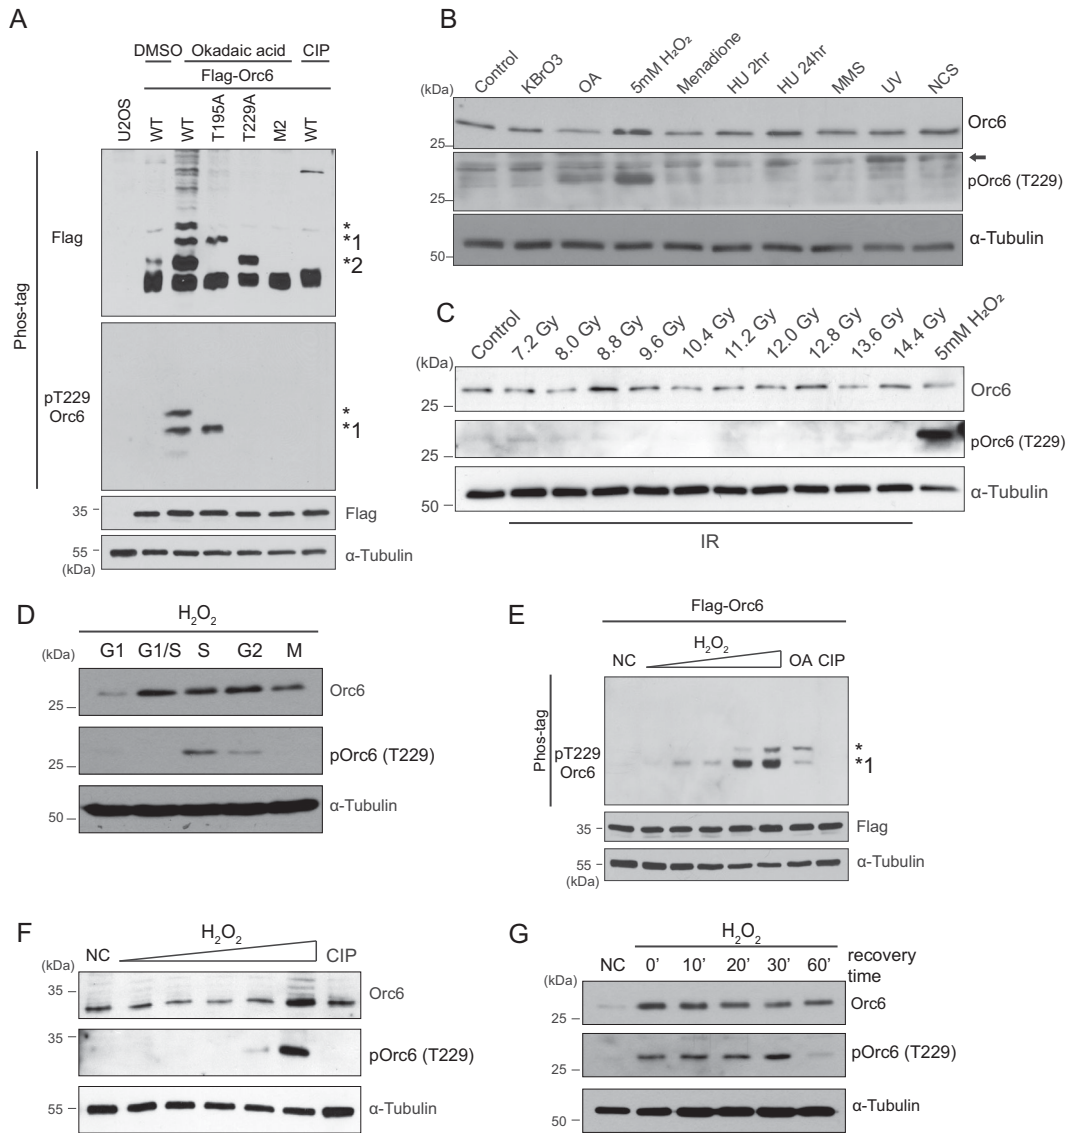 A
DMSO Okadaic acid CIP
Flag-Orc6
U2OS WT WT T195A T229A M2 WT
Phos-tag
Flag
*
*1
*2
pT229
Orc6
*
*1
35
Flag
55
α-Tubulin
(kDa)
B
Control KBrO3 OA 5mM H₂O₂ Menadione HU 2hr HU 24hr MMS UV NCS
(kDa)
Orc6
25
pOrc6 (T229)
25
α-Tubulin
50
C
Control 7.2 Gy 8.0 Gy 8.8 Gy 9.6 Gy 10.4 Gy 11.2 Gy 12.0 Gy 12.8 Gy 13.6 Gy 14.4 Gy 5mM H₂O₂
(kDa)
Orc6
25
pOrc6 (T229)
25
α-Tubulin
50
IR
D
H₂O₂
G1 G1/S S G2 M
(kDa)
Orc6
25
pOrc6 (T229)
25
α-Tubulin
50
E
Flag-Orc6
H₂O₂
NC OA CIP
Phos-tag
pT229
Orc6
*
*1
35
Flag
55
α-Tubulin
(kDa)
F
H₂O₂
NC CIP
(kDa)
35
Orc6
35
pOrc6 (T229)
55
α-Tubulin
G
H₂O₂
NC 0' 10' 20' 30' 60' recovery
time
(kDa)
Orc6
25
pOrc6 (T229)
25
α-Tubulin
50